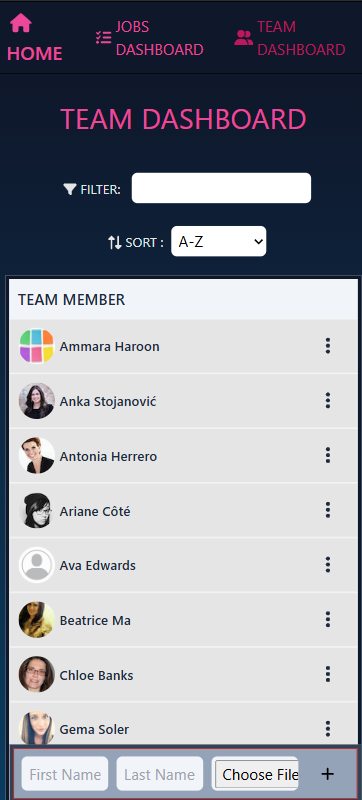 HOME
JOBS
DASHBOARD
TEAM
DASHBOARD
TEAM DASHBOARD
FILTER:
SORT :
A-Z
TEAM MEMBER
Ammara Haroon
Anka Stojanović
Antonia Herrero
Ariane Côté
Ava Edwards
Beatrice Ma
Chloe Banks
Gema Soler
First Name
Last Name
Choose File
+